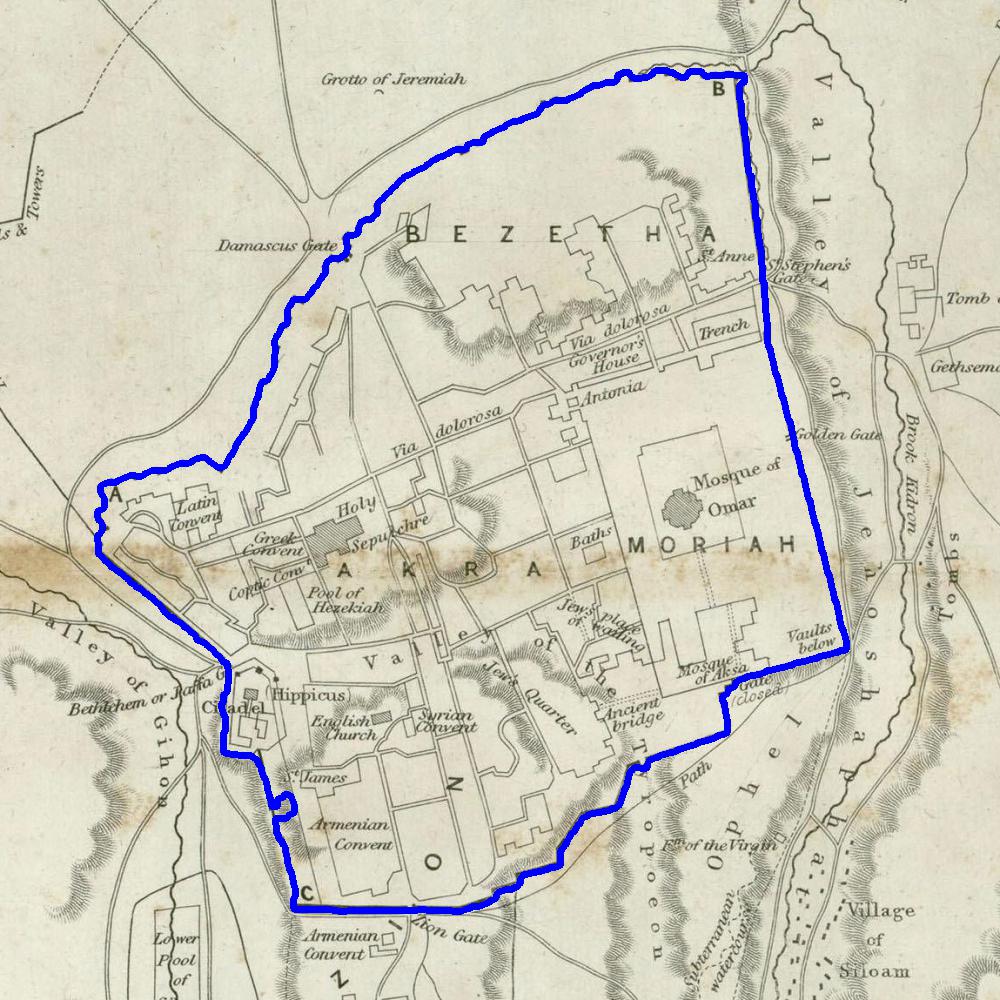 Grotto of Jeremiah
B
Valley of Jehoshaphat
Towers
BEZETHA
Damascus Gate
St. Anne
St. Stephen's
Gate
Tomb
Via dolorosa
Trench
Governor's
House
Gethsem
Antonia
Via dolorosa
Golden Gate
Brook Kidron
A
Mosque of
Omar
Latin
Convent
Holy
Sepulchre
Greek
Convent
Baths
MORIAH
Coptic Convt
AKRA
Pool of
Hezekiah
Jew's place
of wailing
Valley of the Tyropoeon
Valley of Gihon
Vaults
below
Mosque
of Aksa
Gate
(closed)
Bethlehem or Jaffa G
Hippicus
Citadel
Jew's Quarter
English
Church
Syrian
Convent
Ancient
bridge
St. James
Path
Ophel
Armenian
Convent
Ftn of the Virgin
ZION
C
Zion Gate
Armenian
Convent
Subterranean
watercourse
Village
of
Siloam
Lower
Pool
of
Z